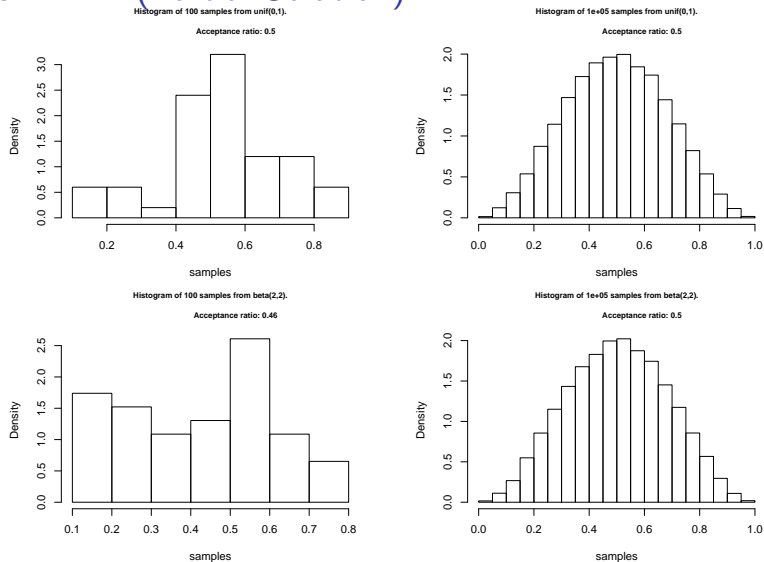 Histogram of 100 samples from unif(0,1).
Acceptance ratio: 0.5
Density
0.0 0.5 1.0 1.5 2.0 2.5 3.0
0.2 0.4 0.6 0.8
samples
Histogram of 1e+05 samples from unif(0,1).
Acceptance ratio: 0.5
Density
0.0 0.5 1.0 1.5 2.0
0.0 0.2 0.4 0.6 0.8 1.0
samples
Histogram of 100 samples from beta(2,2).
Acceptance ratio: 0.46
Density
0.0 0.5 1.0 1.5 2.0 2.5
0.1 0.2 0.3 0.4 0.5 0.6 0.7 0.8
samples
Histogram of 1e+05 samples from beta(2,2).
Acceptance ratio: 0.5
Density
0.0 0.5 1.0 1.5 2.0
0.0 0.2 0.4 0.6 0.8 1.0
samples